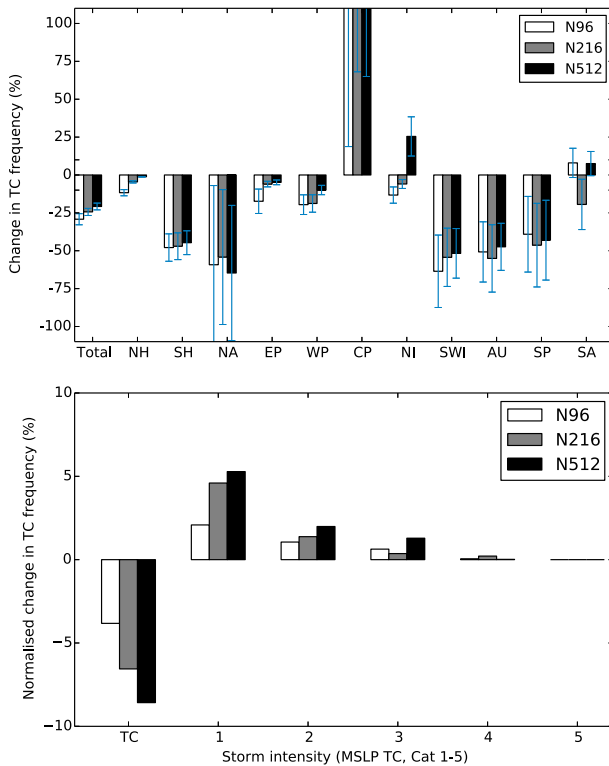 100
75
50
25
0
-25
-50
-75
-100
Change in TC frequency (%)
N96
N216
N512
Total NH SH NA EP WP CP NI SWI AU SP SA
10
5
0
−5
−10
Normalised change in TC frequency (%)
N96
N216
N512
TC 1 2 3 4 5
Storm intensity (MSLP TC, Cat 1-5)